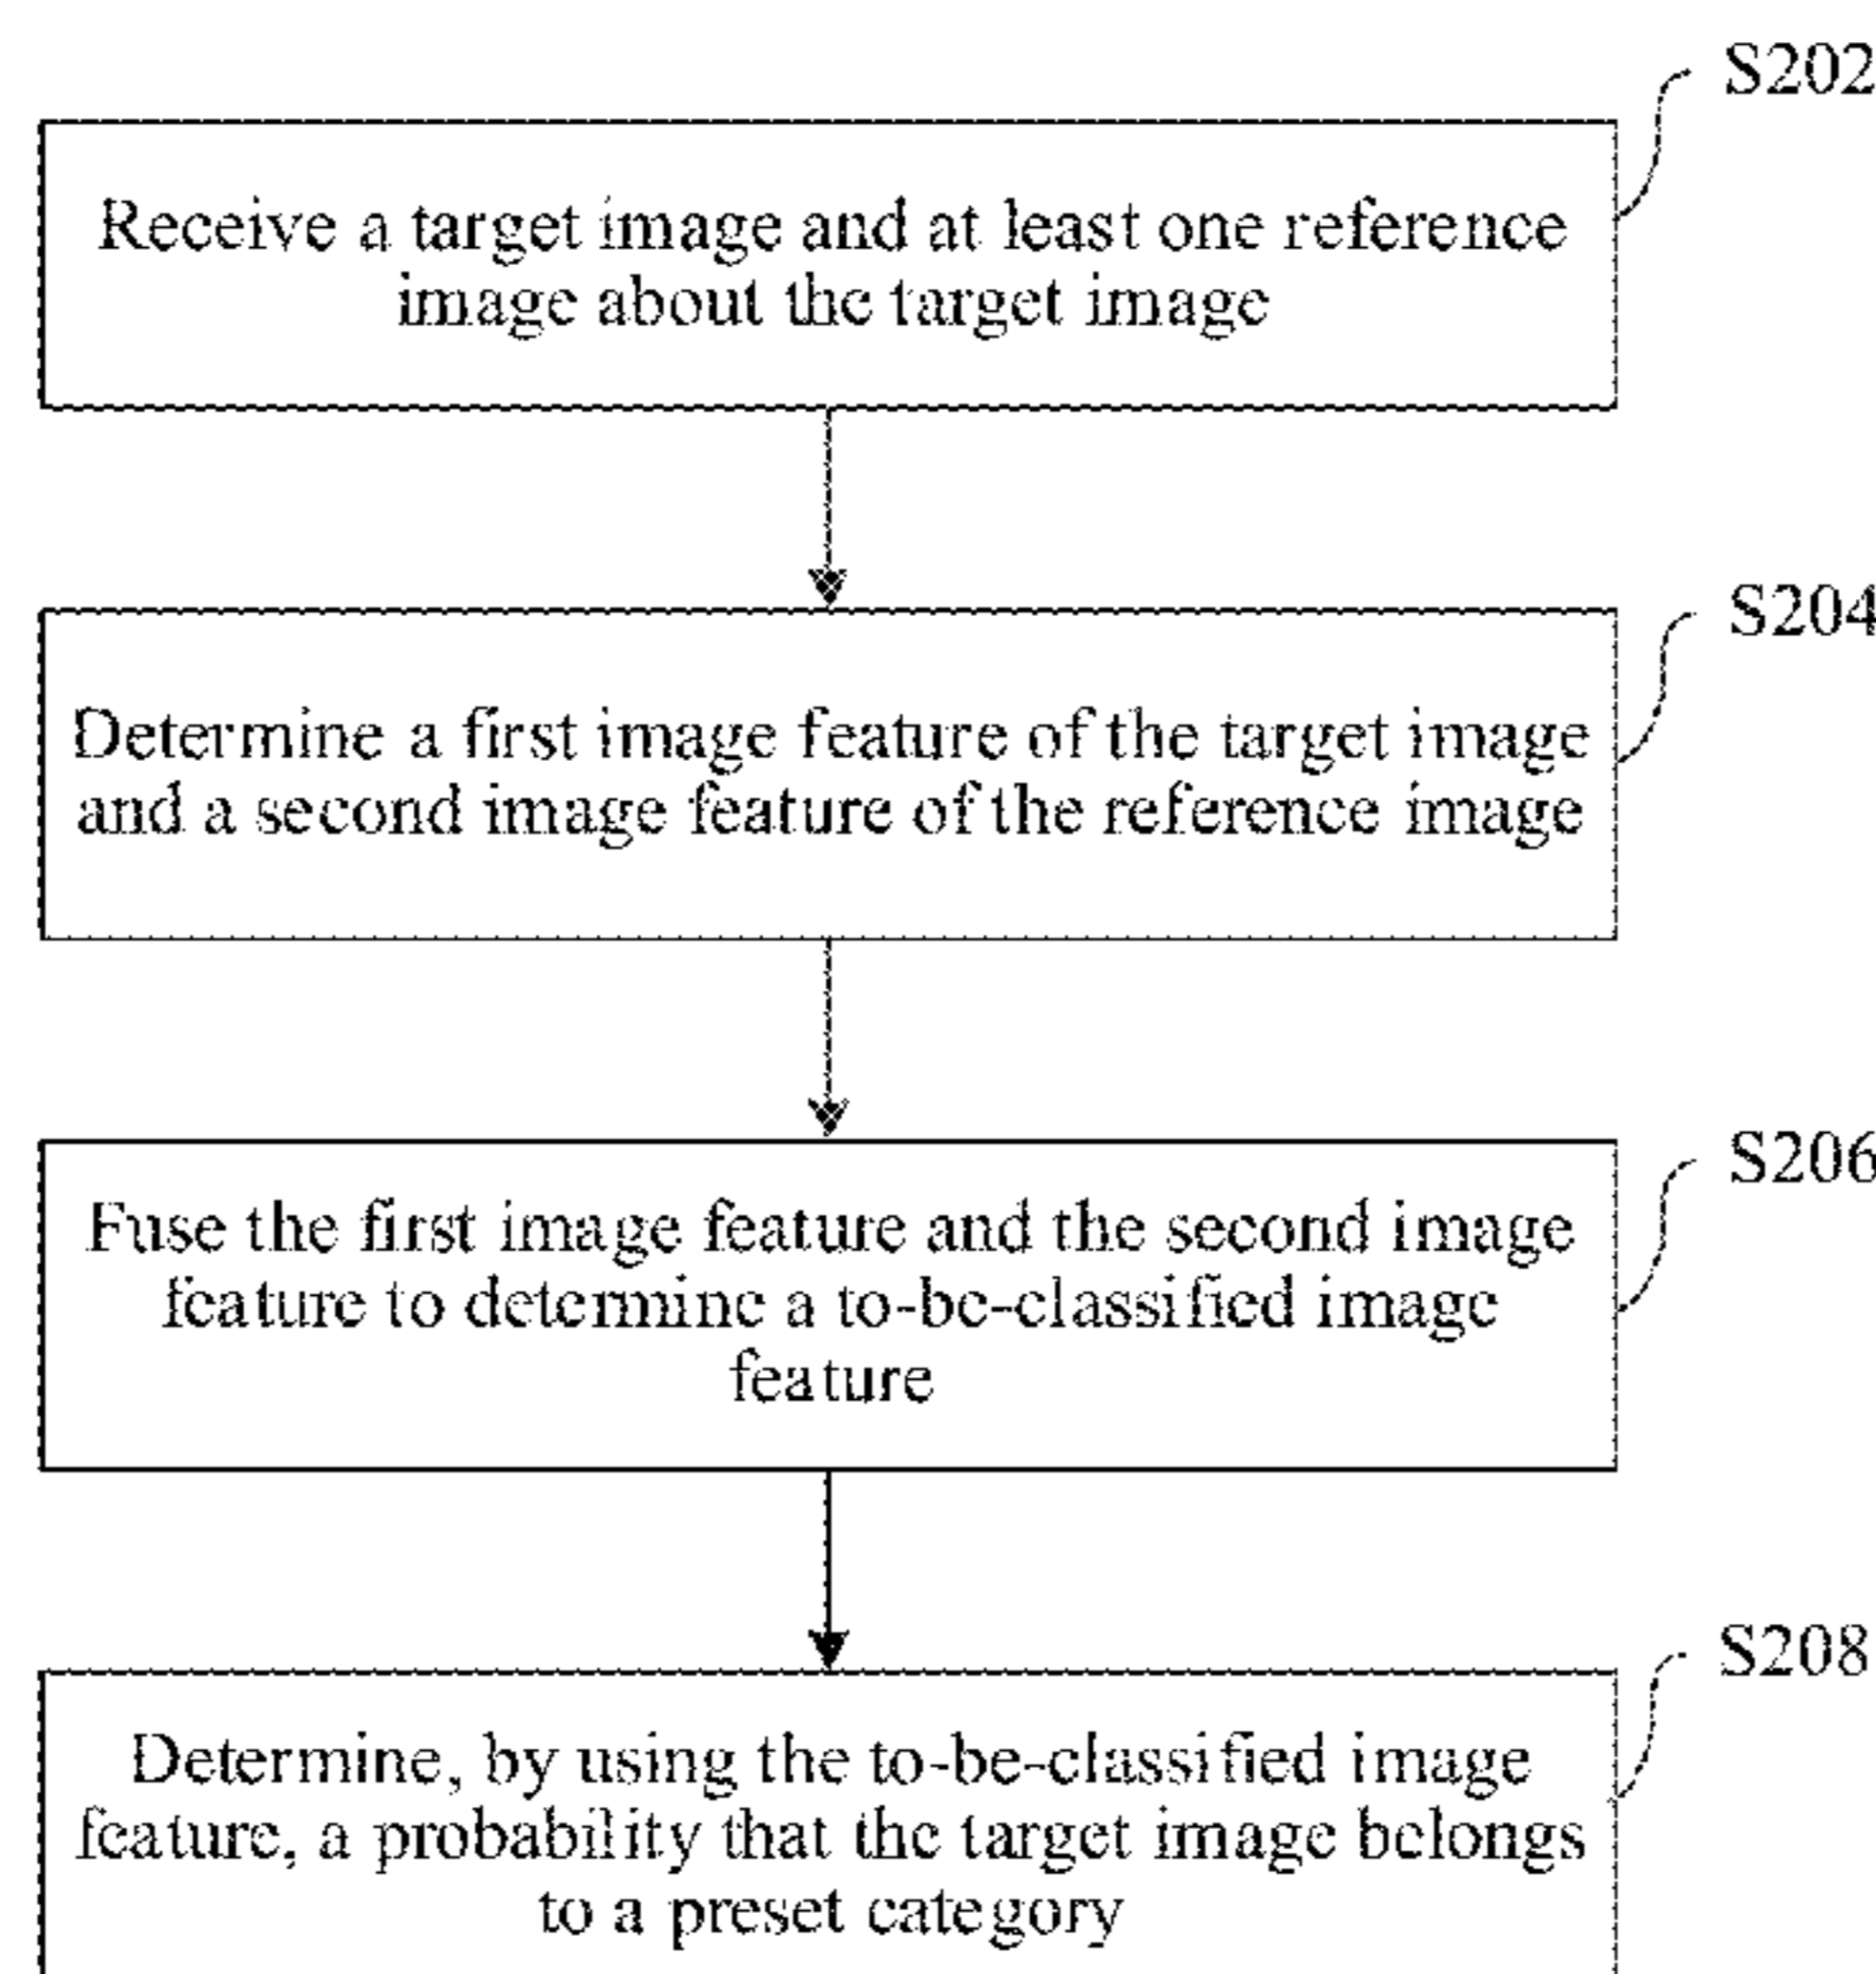 S202
Receive a target image and at least one reference
image about the target image
S204
Determine a first image feature of the target image
and a second image feature of the reference image
S206
Fuse the first image feature and the second image
feature to determine a to-be-classified image
feature
S208
Determine, by using the to-be-classified image
feature, a probability that the target image belongs
to a preset category